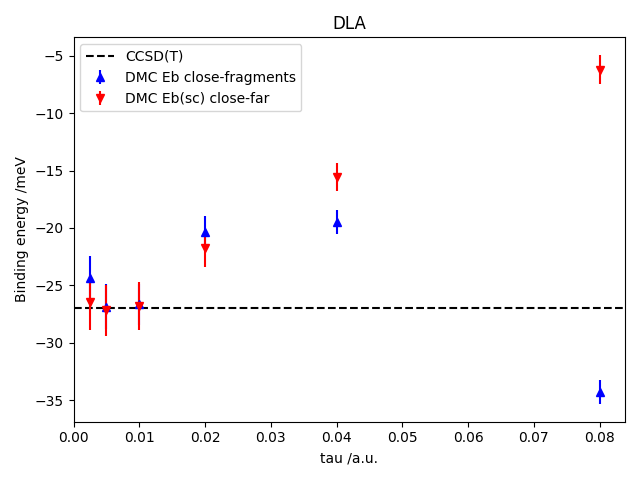 DLA
CCSD(T)
DMC Eb close-fragments
DMC Eb(sc) close-far
Binding energy /meV
−5
−10
−15
−20
−25
−30
−35
0.00 0.01 0.02 0.03 0.04 0.05 0.06 0.07 0.08
tau /a.u.